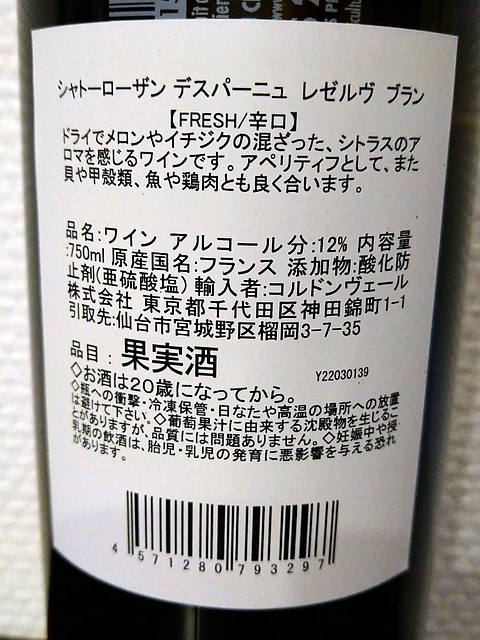 シャトーローザン デスパーニュ レゼルヴ ブラン
【FRESH/辛口】
ドライでメロンやイチジクの混ざった、シトラスのア
ロマを感じるワインです。アペリティフとして、また
貝や甲殻類、魚や鶏肉とも良く合います。
品名:ワイン アルコール分:12% 内容量
:750ml 原産国名:フランス 添加物:酸化防
止剤(亜硫酸塩) 輸入者:コルドンヴェール
株式会社 東京都千代田区神田錦町1-1
引取先:仙台市宮城野区榴岡3-7-35
品目：果実酒
Y22030139
◇お酒は20歳になってから。
◇瓶への衝撃・冷凍保管・日なたや高温の場所への放置
は避けて下さい。◇葡萄果汁に由来する沈殿物を生じるこ
とがありますが、品質には問題ありません。◇妊娠中や授
乳期の飲酒は、胎児・乳児の発育に悪影響を与える恐れ
があります。
4 571280 793297